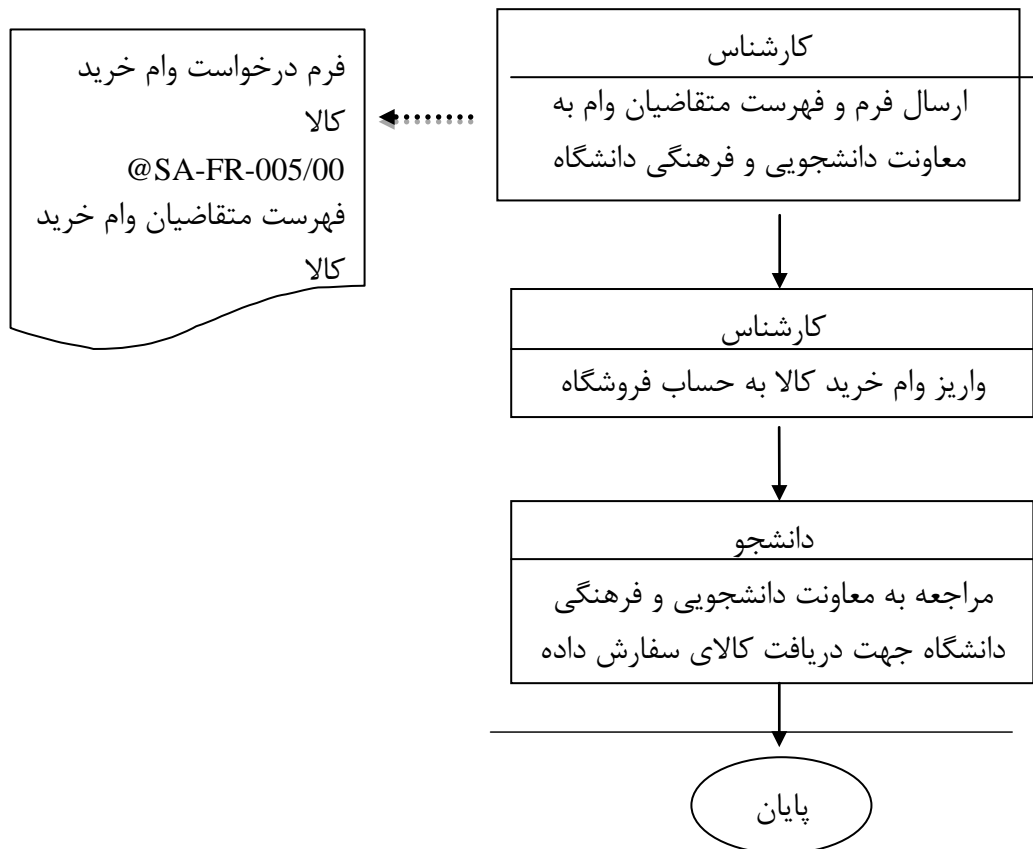 کارشناس
ارسال فرم و فهرست متقاضیان وام به
معاونت دانشجویی و فرهنگی دانشگاه
فرم درخواست وام خرید
کالا
@SA-FR-005/00
فهرست متقاضیان وام خرید
کالا
کارشناس
واریز وام خرید کالا به حساب فروشگاه
دانشجو
مراجعه به معاونت دانشجویی و فرهنگی
دانشگاه جهت دریافت کالای سفارش داده
پایان